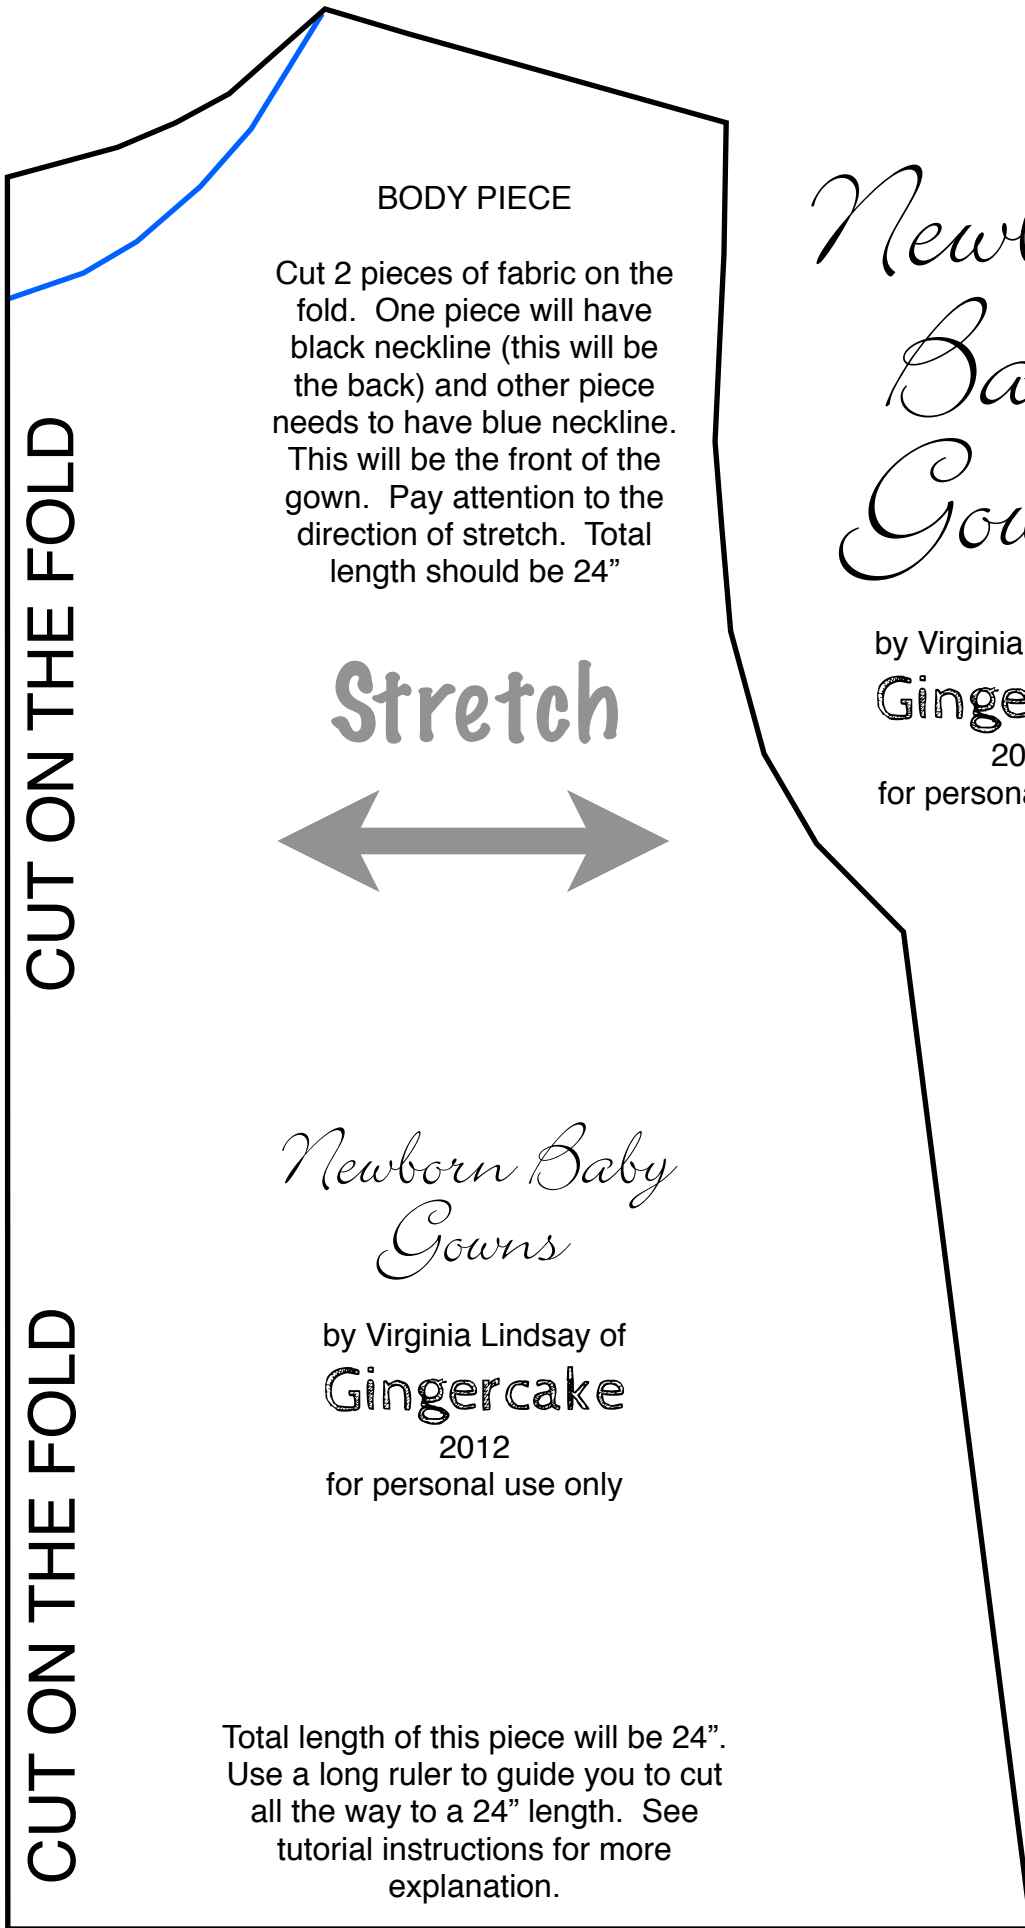 BODY PIECE
Cut 2 pieces of fabric on the
fold.  One piece will have
black neckline (this will be
the back) and other piece
needs to have blue neckline.
This will be the front of the
gown.  Pay attention to the
direction of stretch.  Total
length should be 24”
Stretch
CUT ON THE FOLD
Newborn Baby
Gowns
by Virginia Lindsay of
Gingercake
2012
for personal use only
CUT ON THE FOLD
Total length of this piece will be 24”.
Use a long ruler to guide you to cut
all the way to a 24” length.  See
tutorial instructions for more
explanation.
by Virginia
for